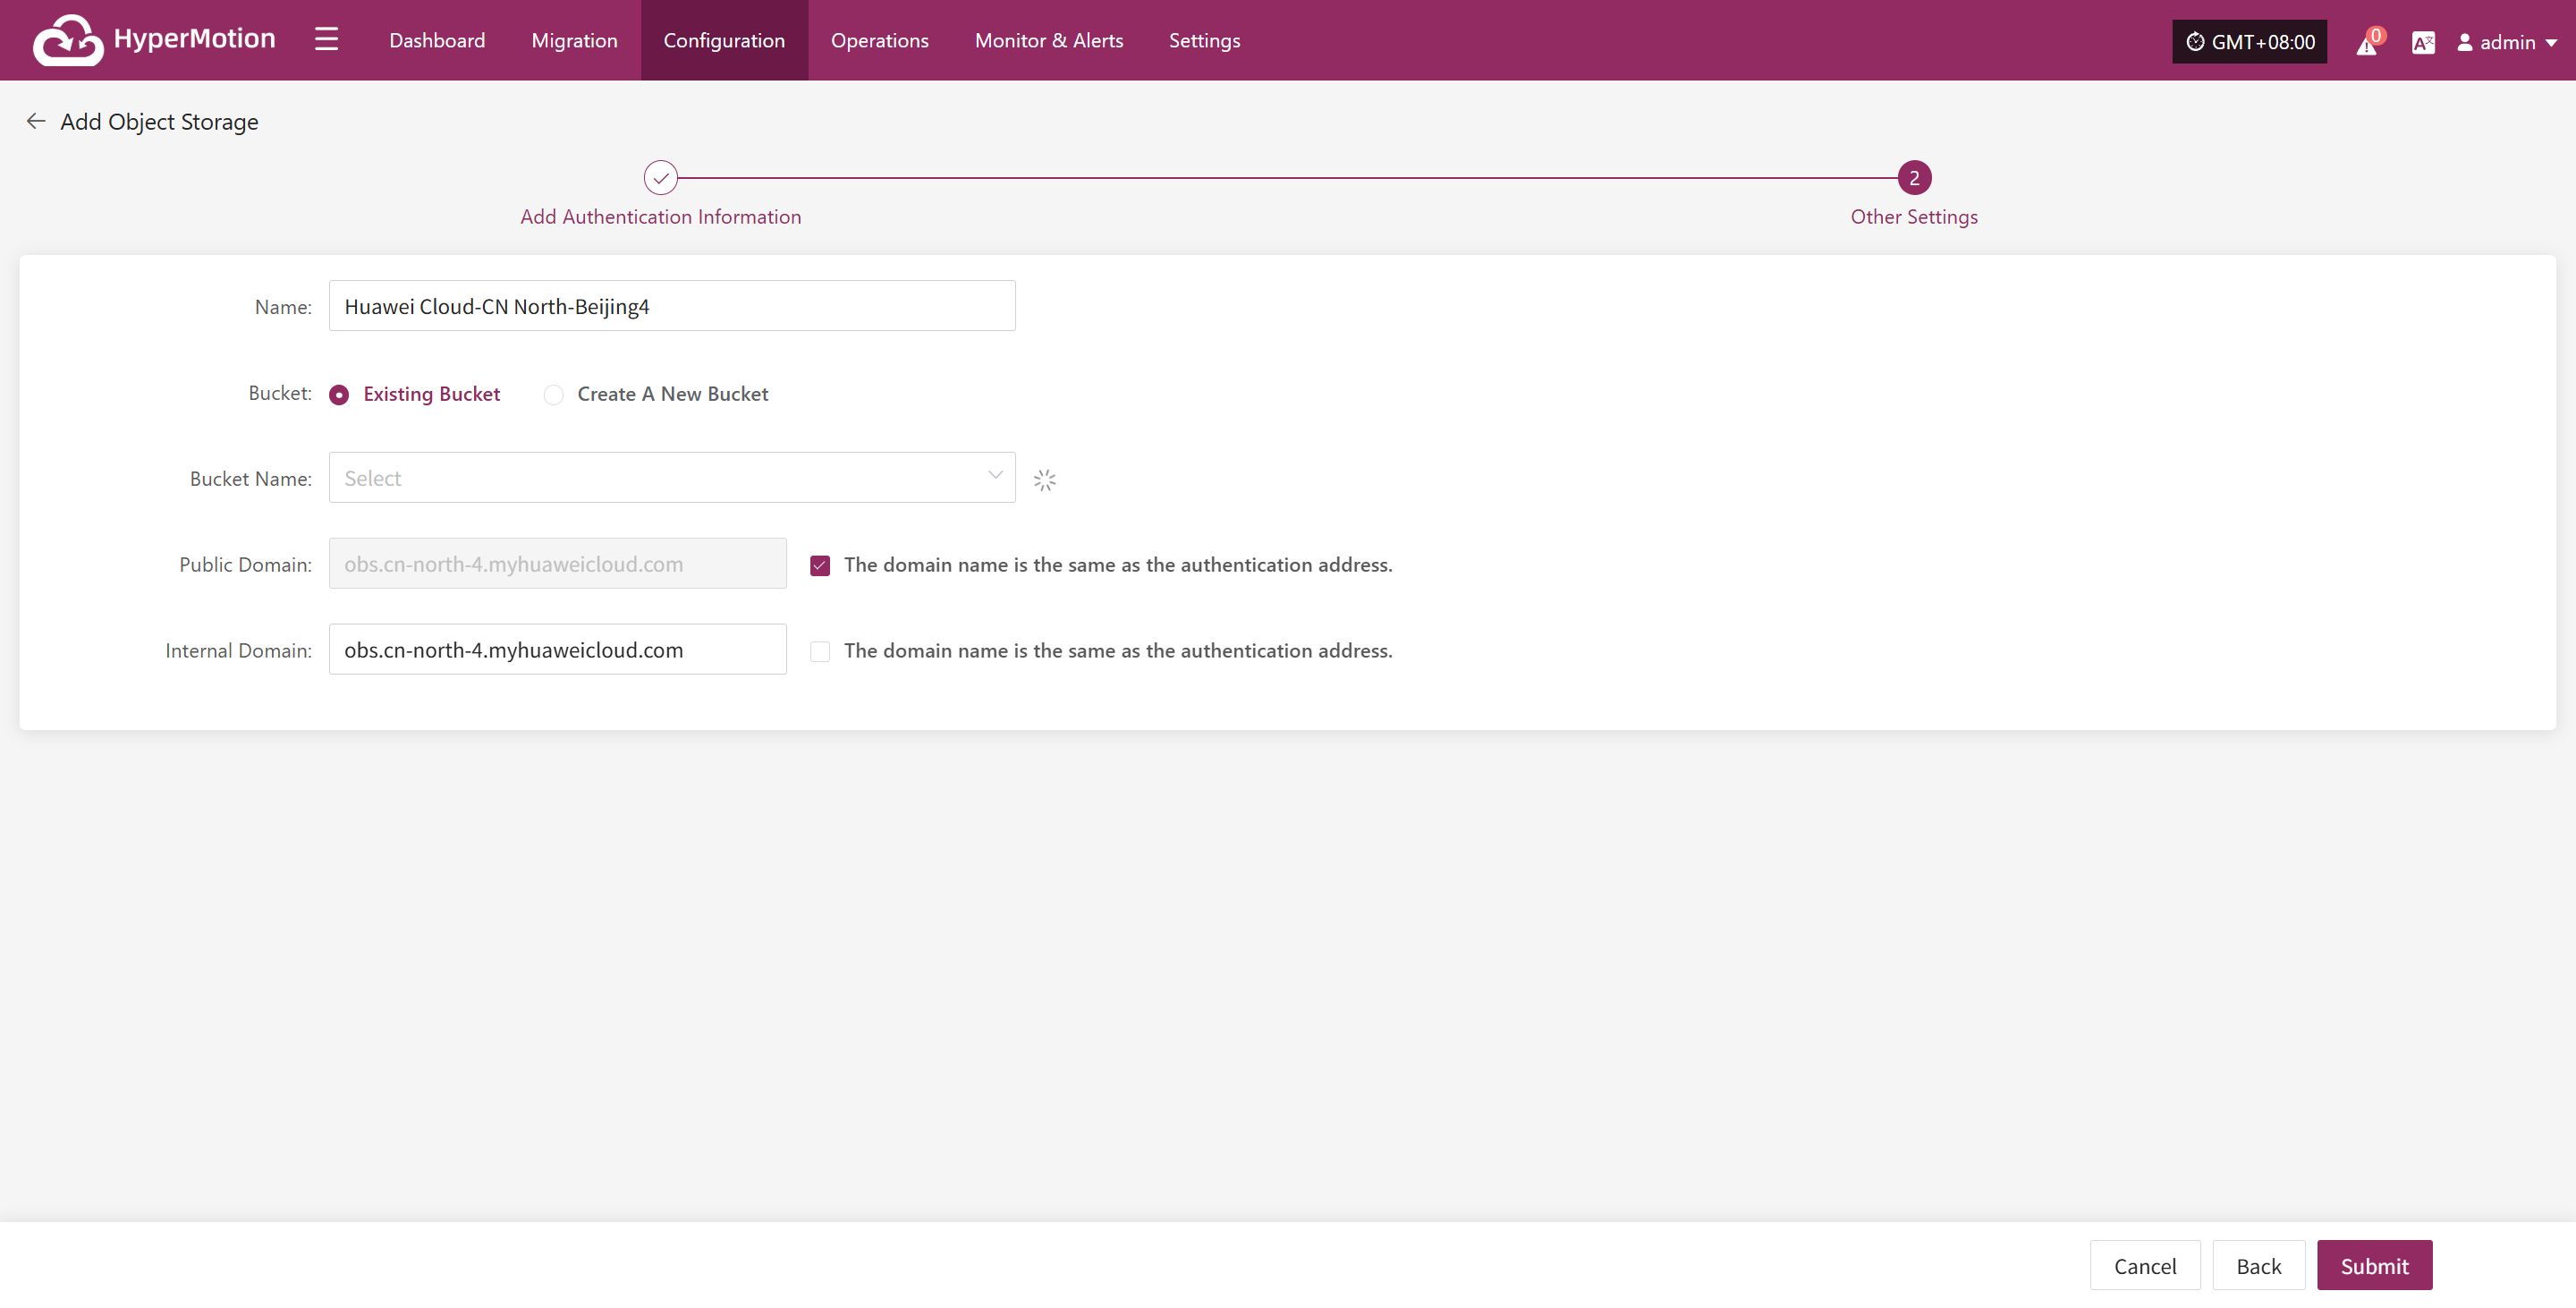 HyperMotion Dashboard Migration Configuration Operations Monitor & Alerts Settings GMT+08:00 0 A文 admin
Add Object Storage
2
Add Authentication Information Other Settings
Name: Huawei Cloud-CN North-Beijing4
Bucket: Existing Bucket Create A New Bucket
Bucket Name: Select
Public Domain: obs.cn-north-4.myhuaweicloud.com The domain name is the same as the authentication address.
Internal Domain: obs.cn-north-4.myhuaweicloud.com The domain name is the same as the authentication address.
Cancel Back Submit